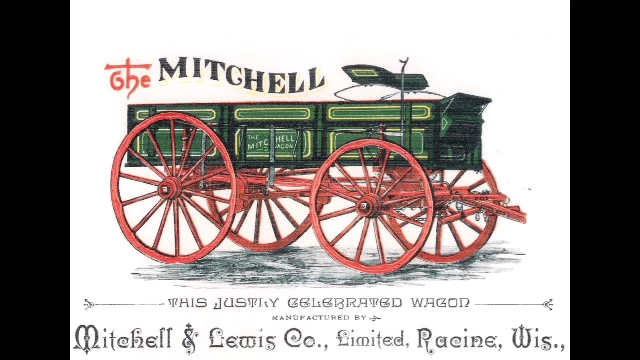 The MITCHELL
THE
MITCHELL
WAGON
THIS JUSTLY CELEBRATED WAGON
MANUFACTURED BY
Mitchell & Lewis Co., Limited, Racine, Wis.,